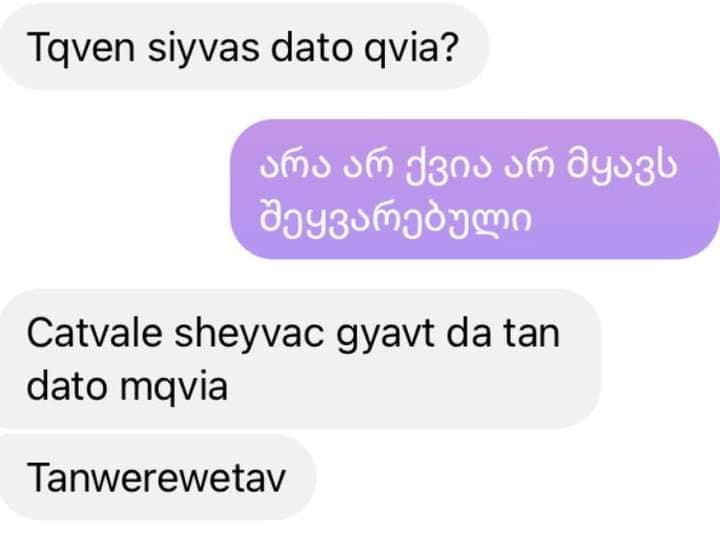 Tqven siyvas dato qvia?
არა არ ქვია არ მყავს
შეყვარებული
Catvale sheyvac gyavt da tan
dato mqvia
Tanwerewetav